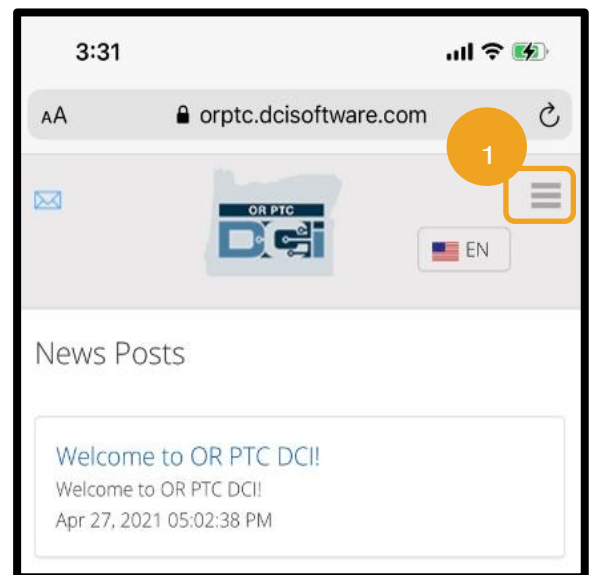 3:31
AA orptc.dcisoftware.com
1
OR PTC
DCi
EN
News Posts
Welcome to OR PTC DCI!
Welcome to OR PTC DCI!
Apr 27, 2021 05:02:38 PM